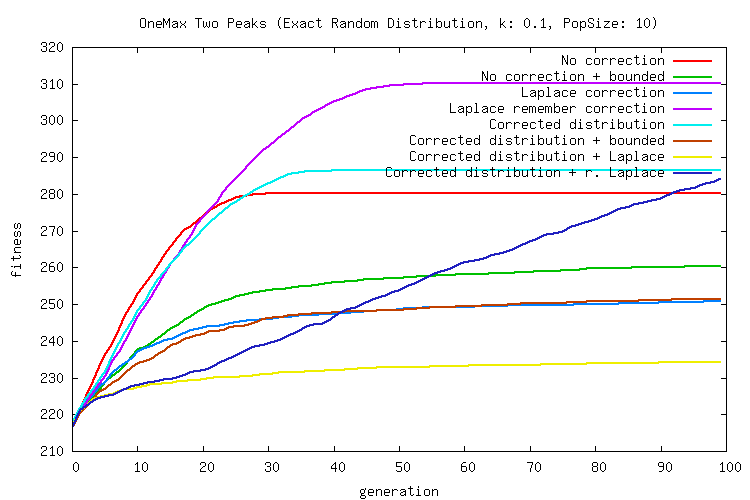 OneMax Two Peaks (Exact Random Distribution, k: 0.1, PopSize: 10)
320
310
300
290
280
270
260
250
240
230
220
210
fitness
No correction
No correction + bounded
Laplace correction
Laplace remember correction
Corrected distribution
Corrected distribution + bounded
Corrected distribution + Laplace
Corrected distribution + r. Laplace
0 10 20 30 40 50 60 70 80 90 100
generation